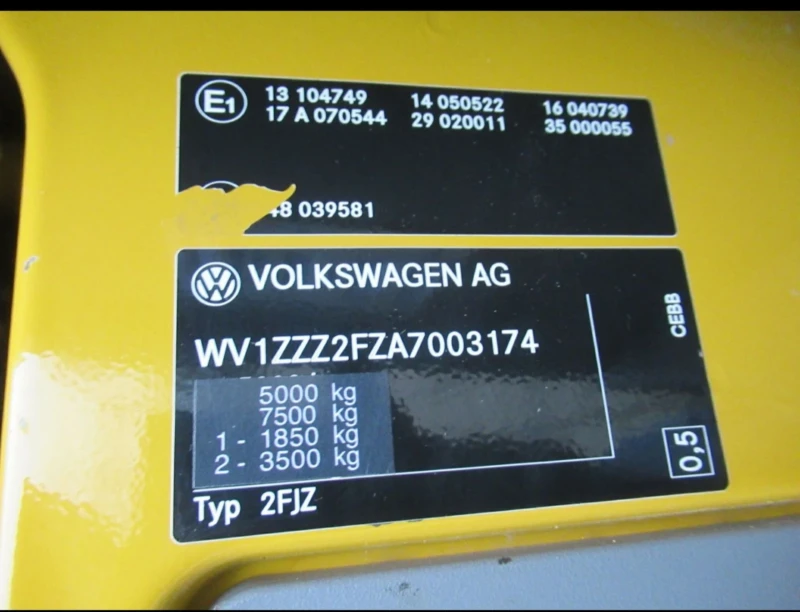 E1 13 104749 14 050522 16 040739
17 A 070544 29 020011 35 000055
48 039581
VOLKSWAGEN AG
WV1ZZZ2FZA7003174
CEBB
5000 kg
7500 kg
1 - 1850 kg
2 - 3500 kg
0,5
Typ 2FJZ